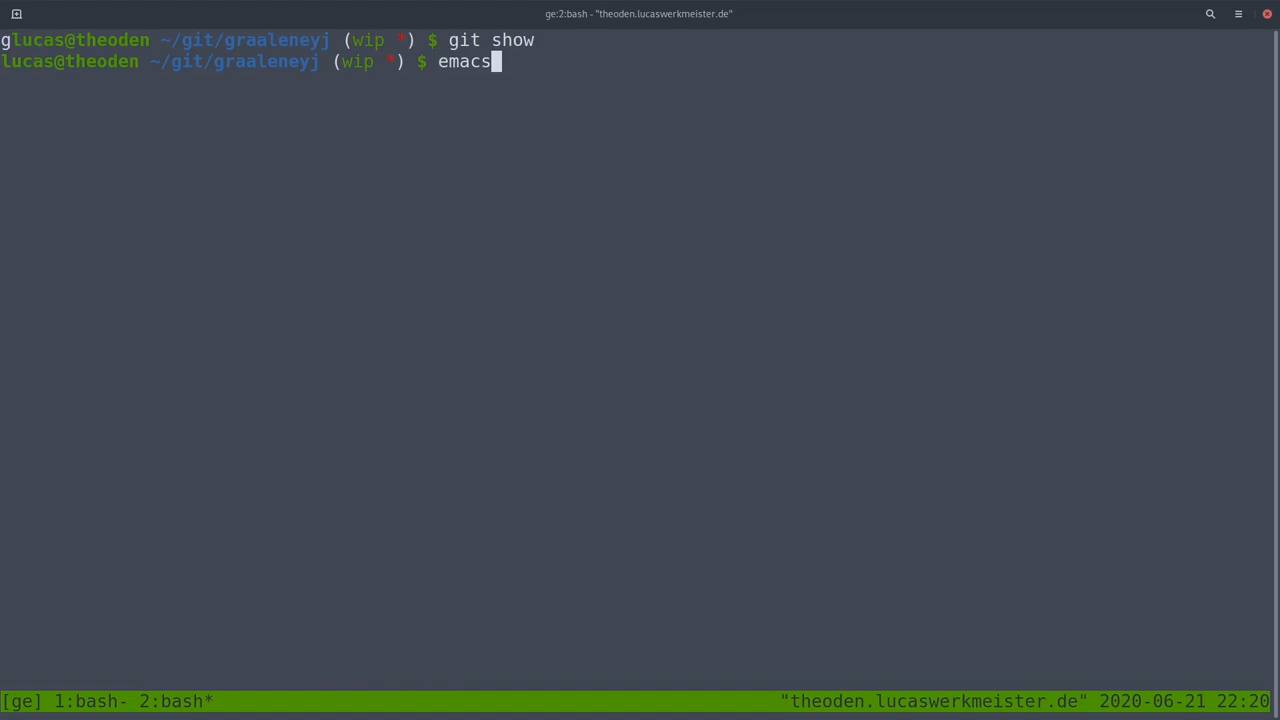 ge:2:bash - "theoden.lucaswerkmeister.de"
glucas@theoden ~/git/graaleneyj (wip *) $ git show
lucas@theoden ~/git/graaleneyj (wip *) $ emacs
[ge] 1:bash- 2:bash* "theoden.lucaswerkmeister.de" 2020-06-21 22:20